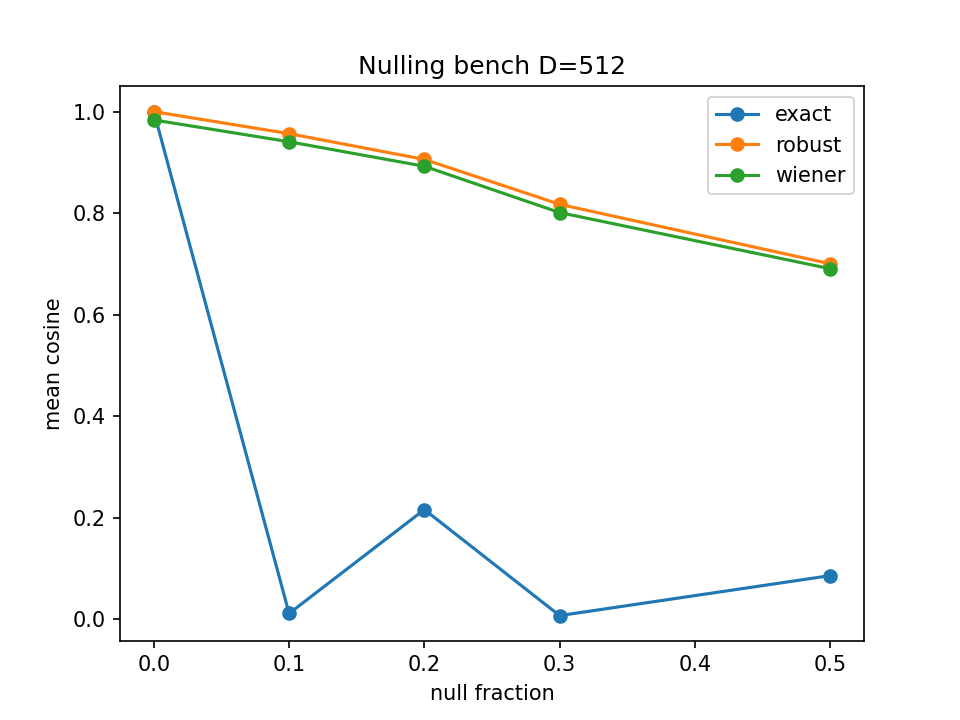 Nulling bench D=512
exact
robust
wiener
1.0
0.8
0.6
0.4
0.2
0.0
mean cosine
0.0 0.1 0.2 0.3 0.4 0.5
null fraction